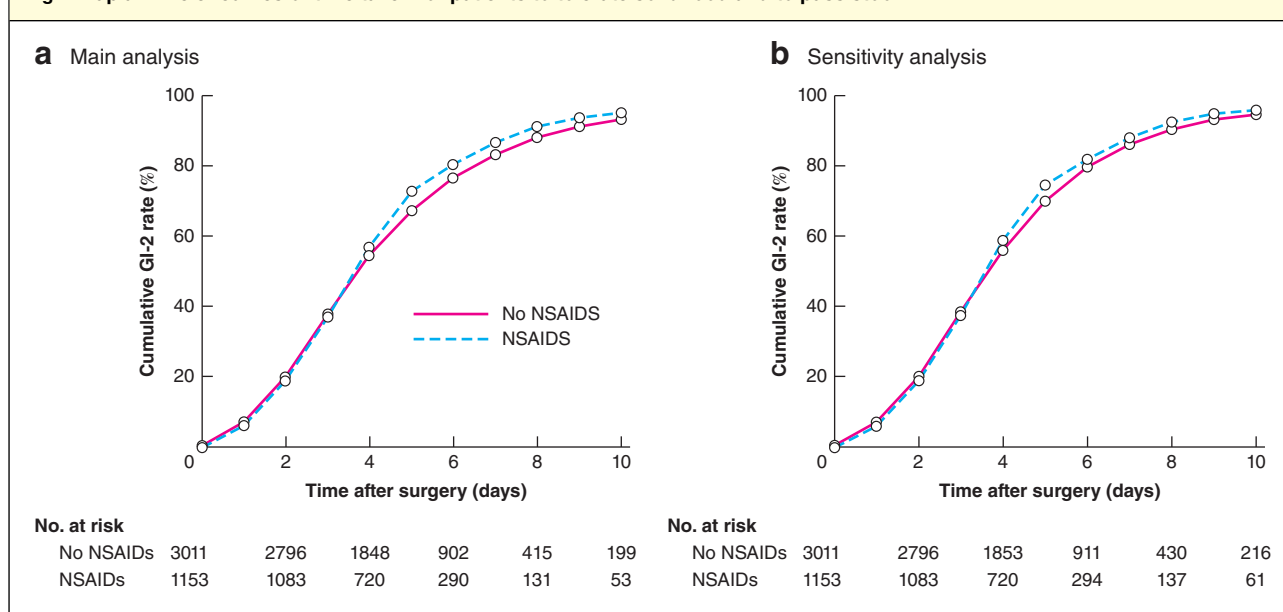 a Main analysis
100
80
60
40
20
0
2
4
6
8
10
Cumulative GI-2 rate (%)
No NSAIDS
NSAIDS
Time after surgery (days)
No. at risk
No NSAIDs 3011 2796 1848 902 415 199
NSAIDs 1153 1083 720 290 131 53
b Sensitivity analysis
100
80
60
40
20
0
2
4
6
8
10
Cumulative GI-2 rate (%)
Time after surgery (days)
No. at risk
No NSAIDs 3011 2796 1853 911 430 216
NSAIDs 1153 1083 720 294 137 61